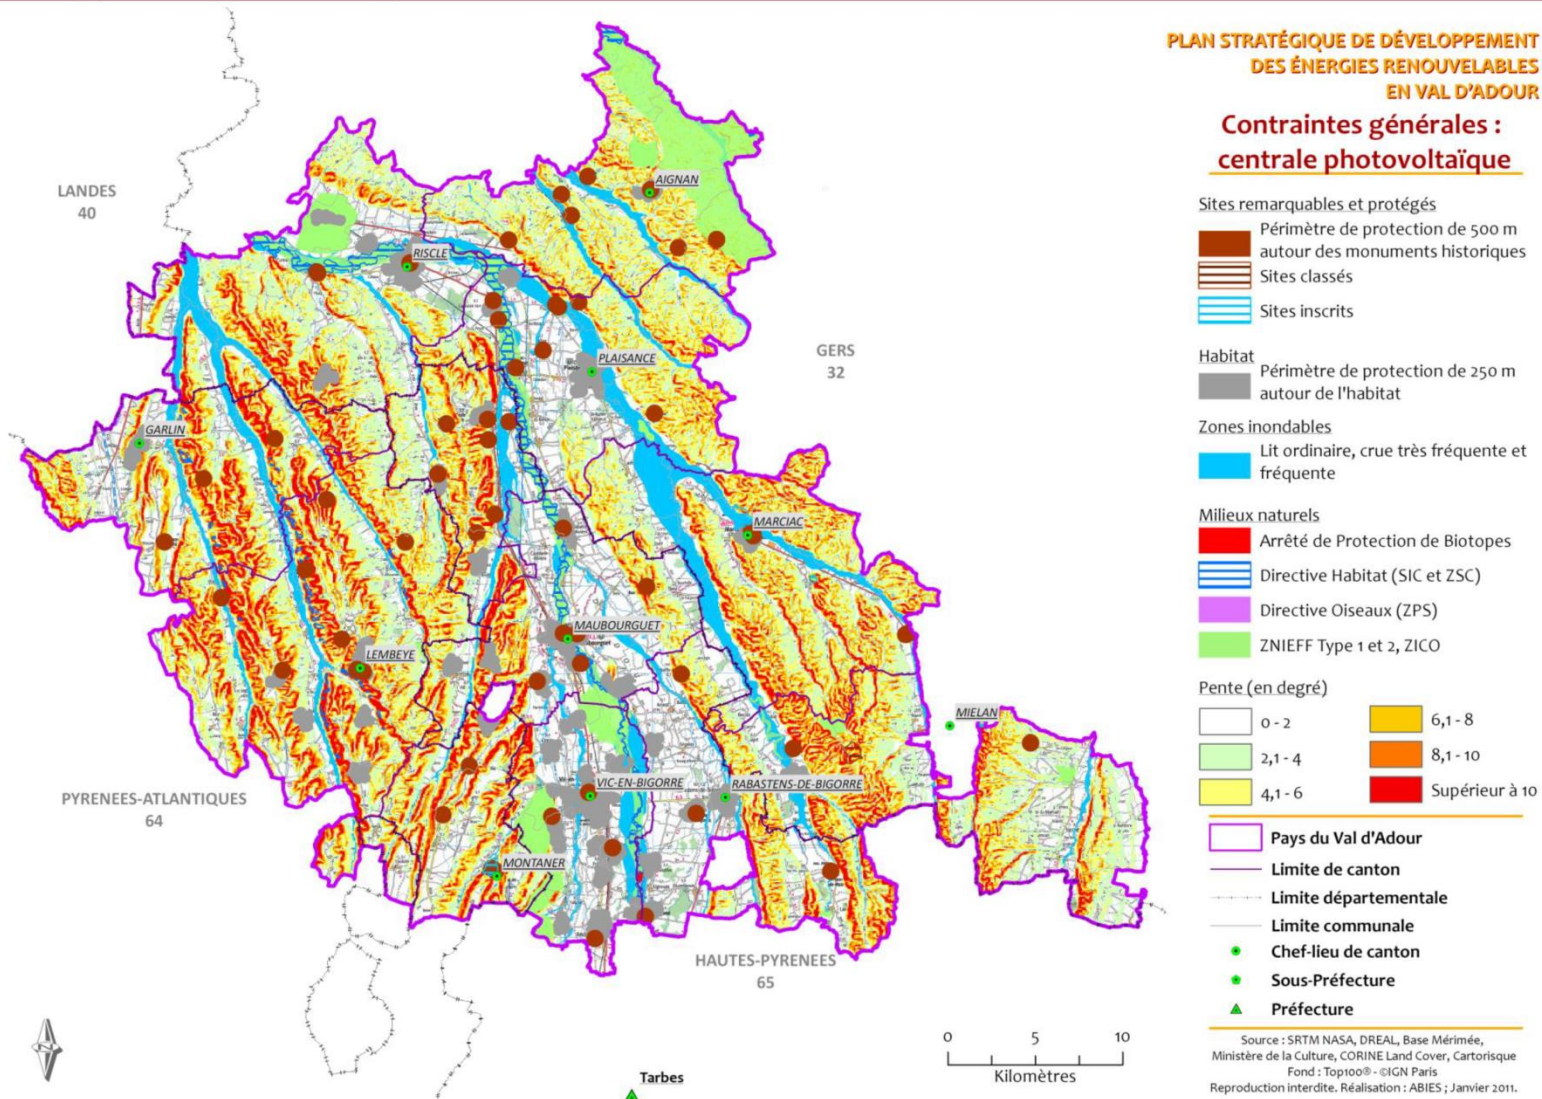 PLAN STRATÉGIQUE DE DÉVELOPPEMENT
DES ÉNERGIES RENOUVELABLES
EN VAL D'ADOUR
Contraintes générales :
centrale photovoltaïque
Sites remarquables et protégés
Périmètre de protection de 500 m
autour des monuments historiques
Sites classés
Sites inscrits
Habitat
Périmètre de protection de 250 m
autour de l'habitat
Zones inondables
Lit ordinaire, crue très fréquente et
fréquente
Milieux naturels
Arrêté de Protection de Biotopes
Directive Habitat (SIC et ZSC)
Directive Oiseaux (ZPS)
ZNIEFF Type 1 et 2, ZICO
Pente (en degré)
0 - 2
2,1 - 4
4,1 - 6
6,1 - 8
8,1 - 10
Supérieur à 10
Pays du Val d'Adour
Limite de canton
Limite départementale
Limite communale
Chef-lieu de canton
Sous-Préfecture
Préfecture
Source : SRTM NASA, DREAL, Base Mérimée,
Ministère de la Culture, CORINE Land Cover, Cartorisque
Fond : Top100® - ©IGN Paris
Reproduction interdite. Réalisation : ABIES ; Janvier 2011.
LANDES
40
AIGNAN
RISCLE
GERS
32
PLAISANCE
GARLIN
MARCIAC
MAUBOURGUET
LEMBEYE
MIELAN
VIC-EN-BIGORRE
RABASTENS-DE-BIGORRE
PYRENEES-ATLANTIQUES
64
MONTANER
HAUTES-PYRENEES
65
N
0 5 10
Kilomètres
Tarbes